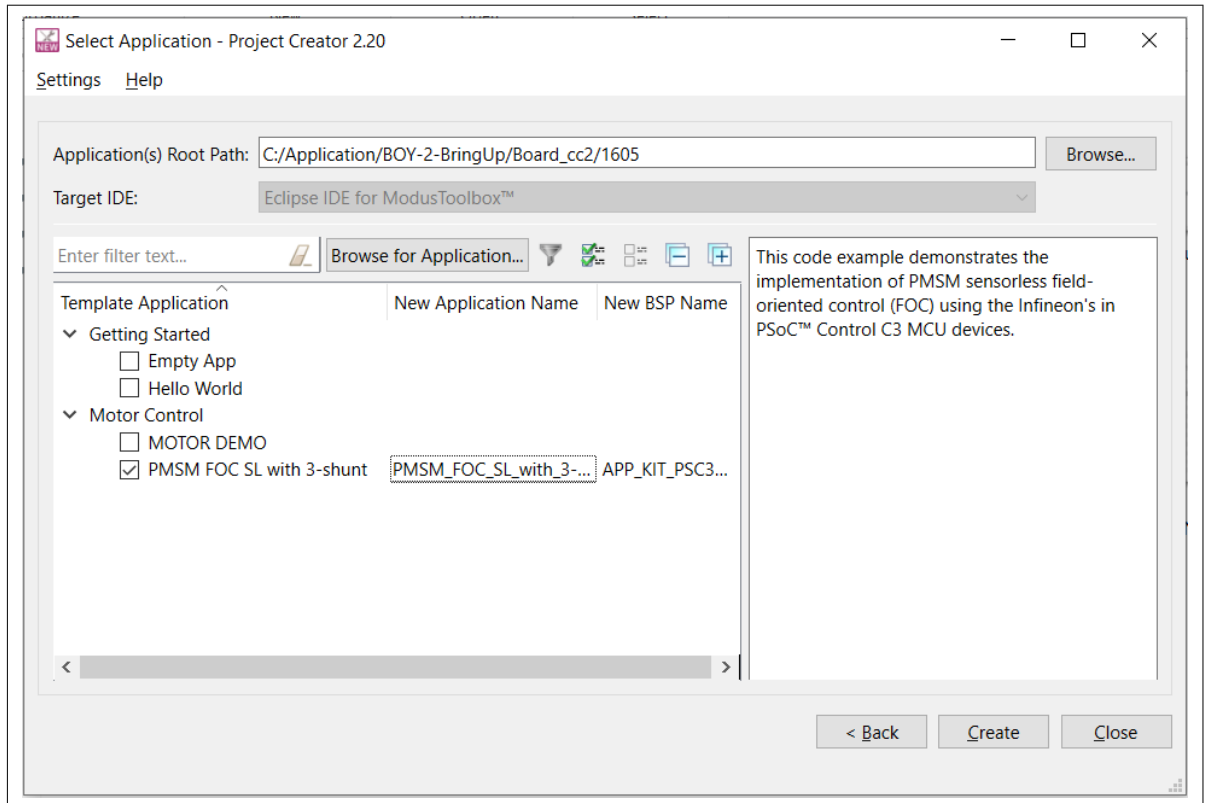 NEW
Select Application - Project Creator 2.20
Settings Help
Application(s) Root Path: C:/Application/BOY-2-BringUp/Board_cc2/1605 Browse...
Target IDE: Eclipse IDE for ModusToolbox™
Enter filter text... Browse for Application...
Template Application New Application Name New BSP Name
Getting Started
Empty App
Hello World
Motor Control
MOTOR DEMO
PMSM FOC SL with 3-shunt PMSM_FOC_SL_with_3-... APP_KIT_PSC3...
This code example demonstrates the
implementation of PMSM sensorless field-
oriented control (FOC) using the Infineon's in
PSoC™ Control C3 MCU devices.
< Back Create Close